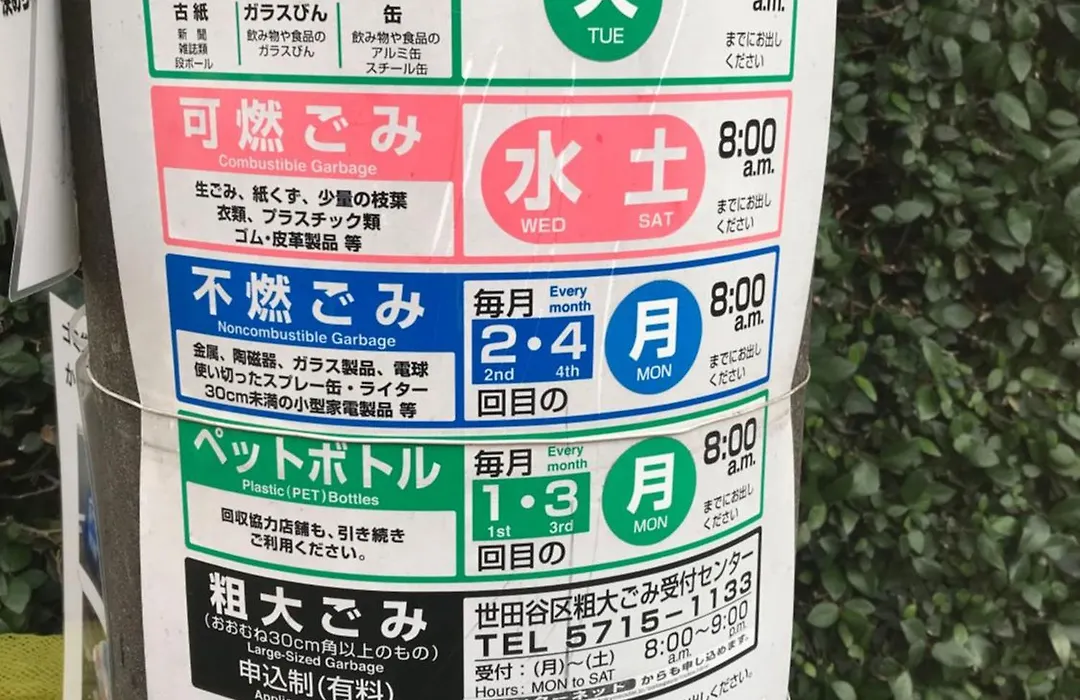 古紙
新聞
雑誌類
段ボール
ガラスびん
飲み物や食品の
ガラスびん
缶
飲み物や食品の
アルミ缶
スチール缶
火
TUE
a.m.
までにお出し
ください
可燃ごみ
Combustible Garbage
生ごみ、紙くず、少量の枝葉
衣類、プラスチック類
ゴム・皮革製品 等
水 土
WED SAT
8:00
a.m.
までにお出し
ください
不燃ごみ
Noncombustible Garbage
金属、陶磁器、ガラス製品、電球
使い切ったスプレー缶・ライター
30cm未満の小型家電製品 等
毎月 Every month
2・4
2nd 4th
回目の
月
MON
8:00
a.m.
までにお出し
ください
ペットボトル
Plastic(PET)Bottles
回収協力店舗も、引き続き
ご利用ください。
毎月 Every month
1・3
1st 3rd
回目の
月
MON
8:00
a.m.
までにお出し
ください
粗大ごみ
(おおむね30cm角以上のもの)
Large-Sized Garbage
申込制(有料)
世田谷区粗大ごみ受付センター
TEL 5715-1133
受付:(月)~(土) 8:00~9:00
Hours: MON to SAT a.m. p.m.
からも申し込めます。
ください。